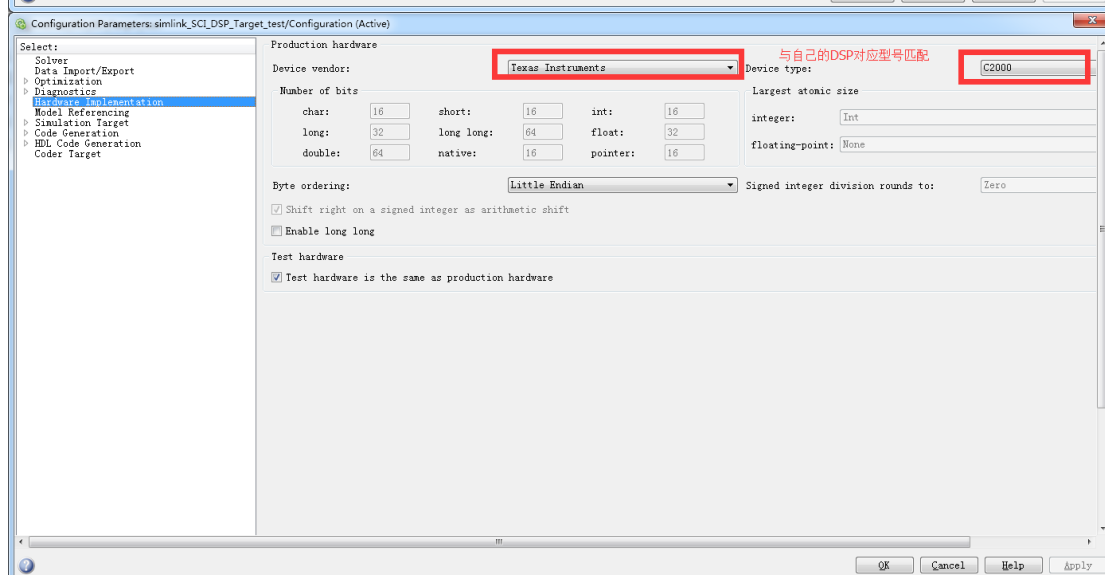 Configuration Parameters: simlink_SCI_DSP_Target_test/Configuration (Active)
Select:
Solver
Data Import/Export
Optimization
Diagnostics
Hardware Implementation
Model Referencing
Simulation Target
Code Generation
HDL Code Generation
Coder Target
Production hardware
与自己的DSP对应型号匹配
Device vendor: Texas Instruments Device type: C2000
Number of bits Largest atomic size
char: 16 short: 16 int: 16 integer: Int
long: 32 long long: 64 float: 32
double: 64 native: 16 pointer: 16 floating-point: None
Byte ordering: Little Endian Signed integer division rounds to: Zero
Shift right on a signed integer as arithmetic shift
Enable long long
Test hardware
Test hardware is the same as production hardware
OK Cancel Help Apply